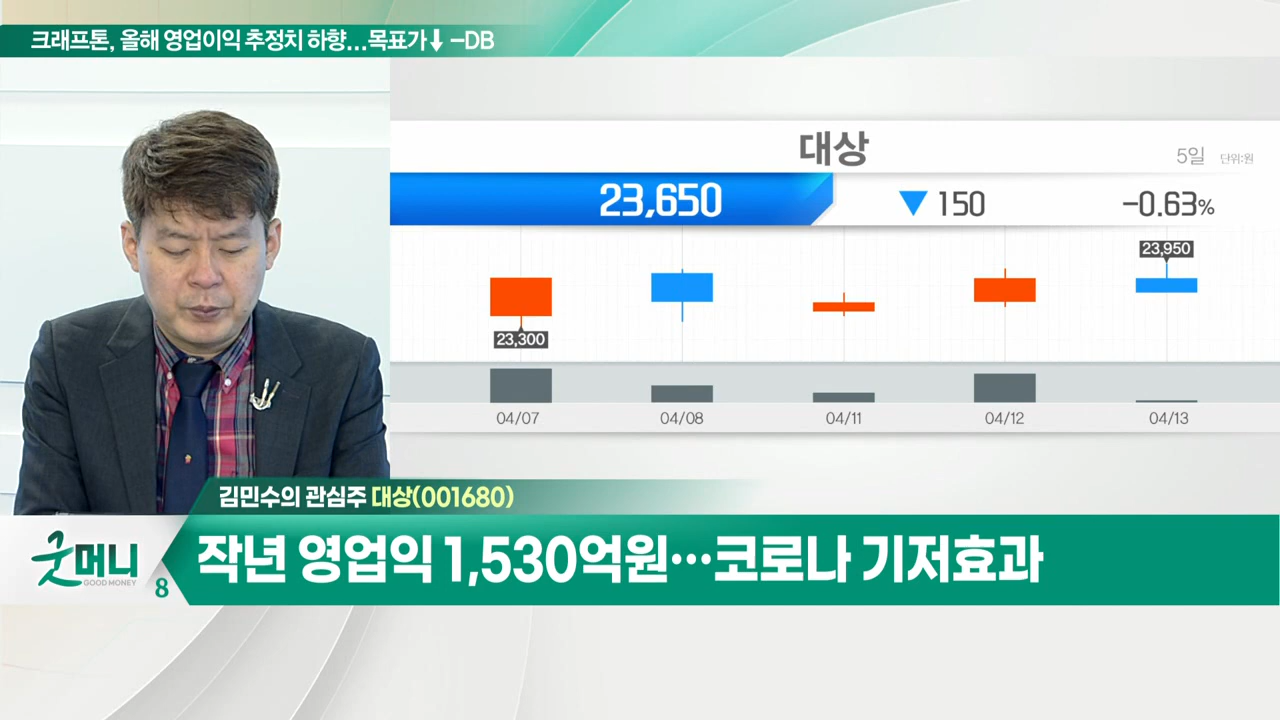 크래프톤, 올해 영업이익 추정치 하향...목표가⬇ -DB
대상
5일 단위:원
23,650 ▼ 150 -0.63%
23,950
23,300
04/07 04/08 04/11 04/12 04/13
김민수의 관심주 대상(001680)
굿머니
GOOD MONEY
8
작년 영업익 1,530억원…코로나 기저효과